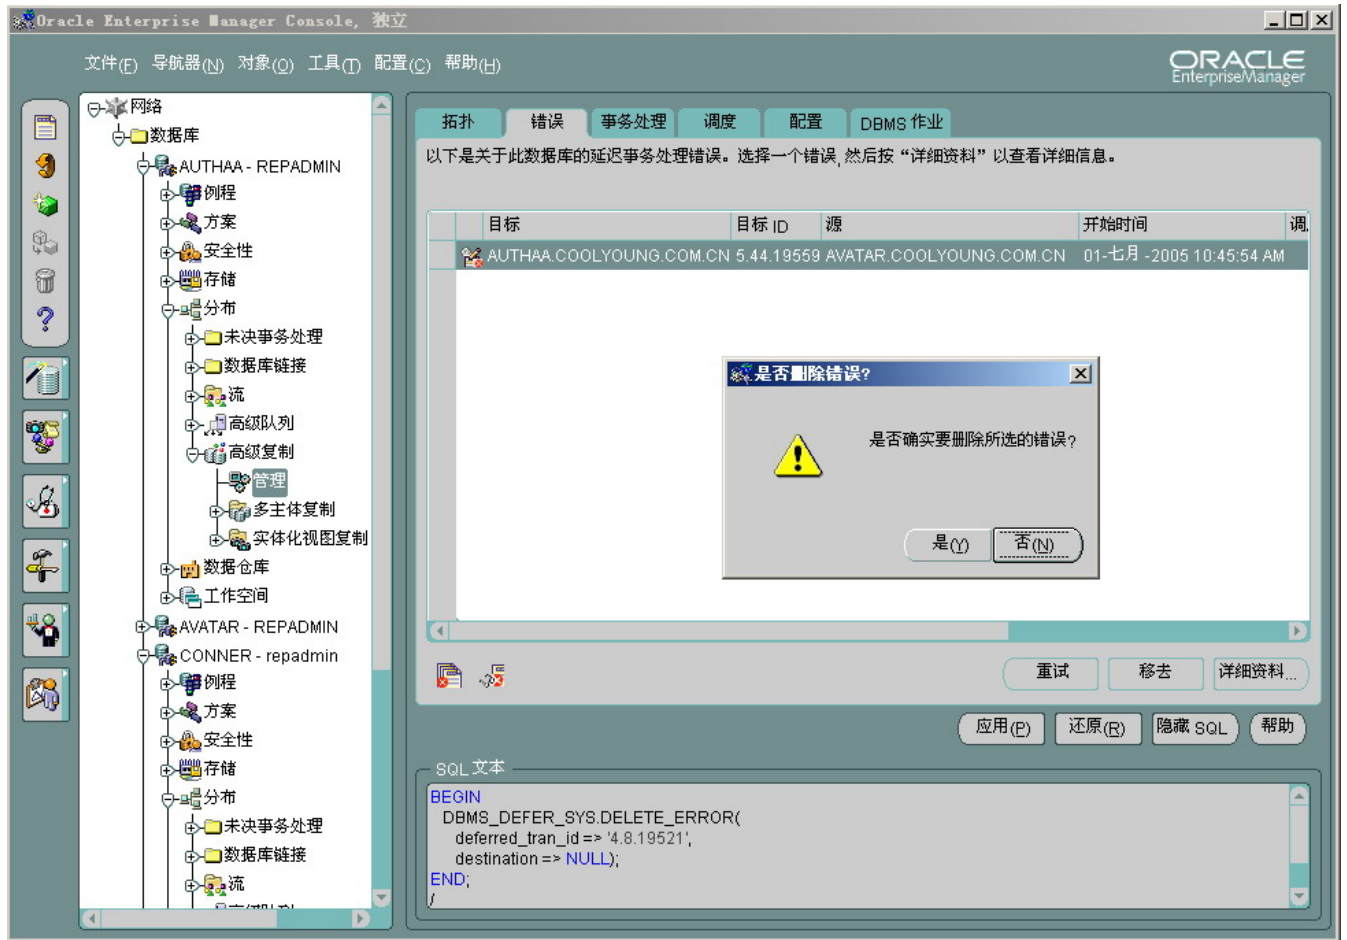 Oracle Enterprise Manager Console, 独立
文件(F) 导航器(N) 对象(O) 工具(T) 配置(C) 帮助(H)
ORACLE
EnterpriseManager
网络
数据库
AUTHAA - REPADMIN
例程
方案
安全性
存储
分布
未决事务处理
数据库链接
流
高级队列
高级复制
管理
多主体复制
实体化视图复制
数据仓库
工作空间
AVATAR - REPADMIN
CONNER - repadmin
例程
方案
安全性
存储
分布
未决事务处理
数据库链接
流
拓扑 错误 事务处理 调度 配置 DBMS 作业
以下是关于此数据库的延迟事务处理错误。选择一个错误, 然后按“详细资料”以查看详细信息。
目标 目标 ID 源 开始时间 调
AUTHAA.COOLYOUNG.COM.CN 5.44.19559 AVATAR.COOLYOUNG.COM.CN 01-七月 -2005 10:45:54 AM
是否删除错误?
是否确实要删除所选的错误?
是(Y) 否(N)
重试 移去 详细资料...
应用(P) 还原(R) 隐藏 SQL 帮助
SQL 文本
BEGIN
DBMS_DEFER_SYS.DELETE_ERROR(
deferred_tran_id => '4.8.19521',
destination => NULL);
END;
/